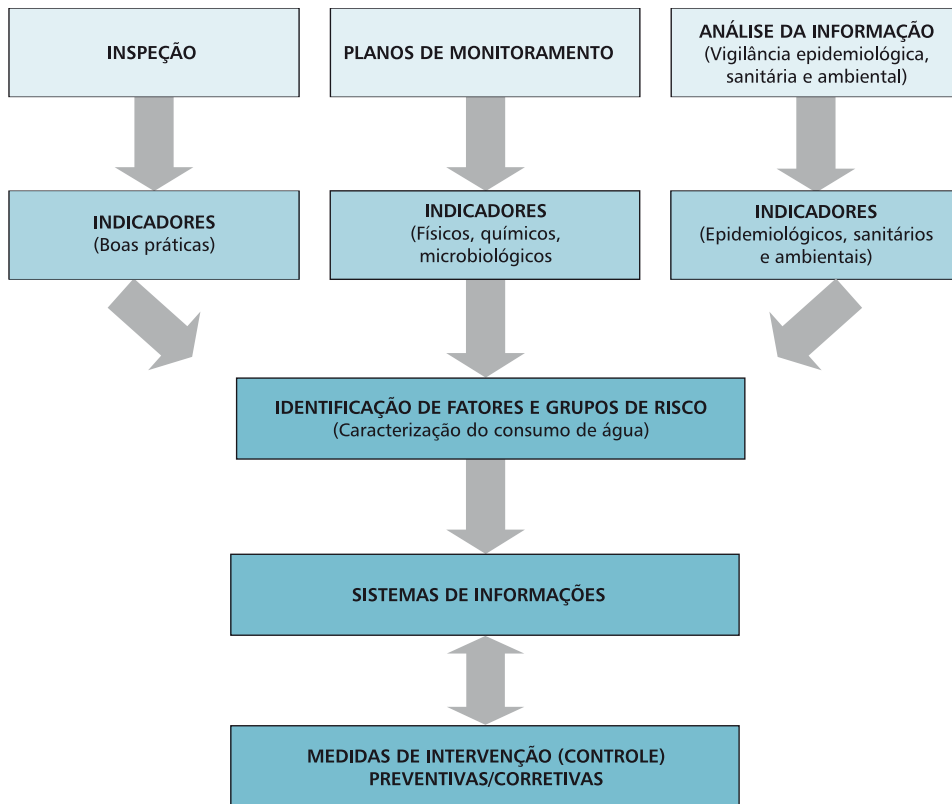 INSPEÇÃO
PLANOS DE MONITORAMENTO
ANÁLISE DA INFORMAÇÃO
(Vigilância epidemiológica,
sanitária e ambiental)
INDICADORES
(Boas práticas)
INDICADORES
(Físicos, químicos,
microbiológicos
INDICADORES
(Epidemiológicos, sanitários
e ambientais)
IDENTIFICAÇÃO DE FATORES E GRUPOS DE RISCO
(Caracterização do consumo de água)
SISTEMAS DE INFORMAÇÕES
MEDIDAS DE INTERVENÇÃO (CONTROLE)
PREVENTIVAS/CORRETIVAS